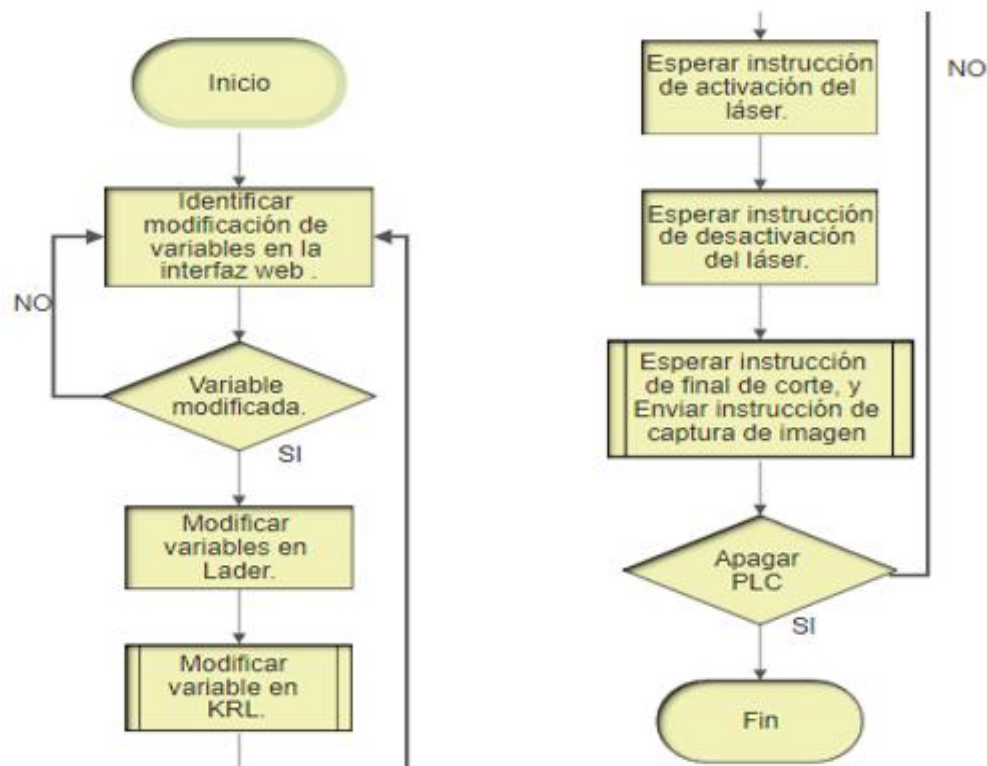 Inicio
Identificar
modificación de
variables en la
interfaz web .
NO
Variable
modificada.
SI
Modificar
variables en
Lader.
Modificar
variable en
KRL.
Esperar instrucción
de activación del
láser.
NO
Esperar instrucción
de desactivación
del láser.
Esperar instrucción
de final de corte, y
Enviar instrucción de
captura de imagen
Apagar
PLC
SI
Fin